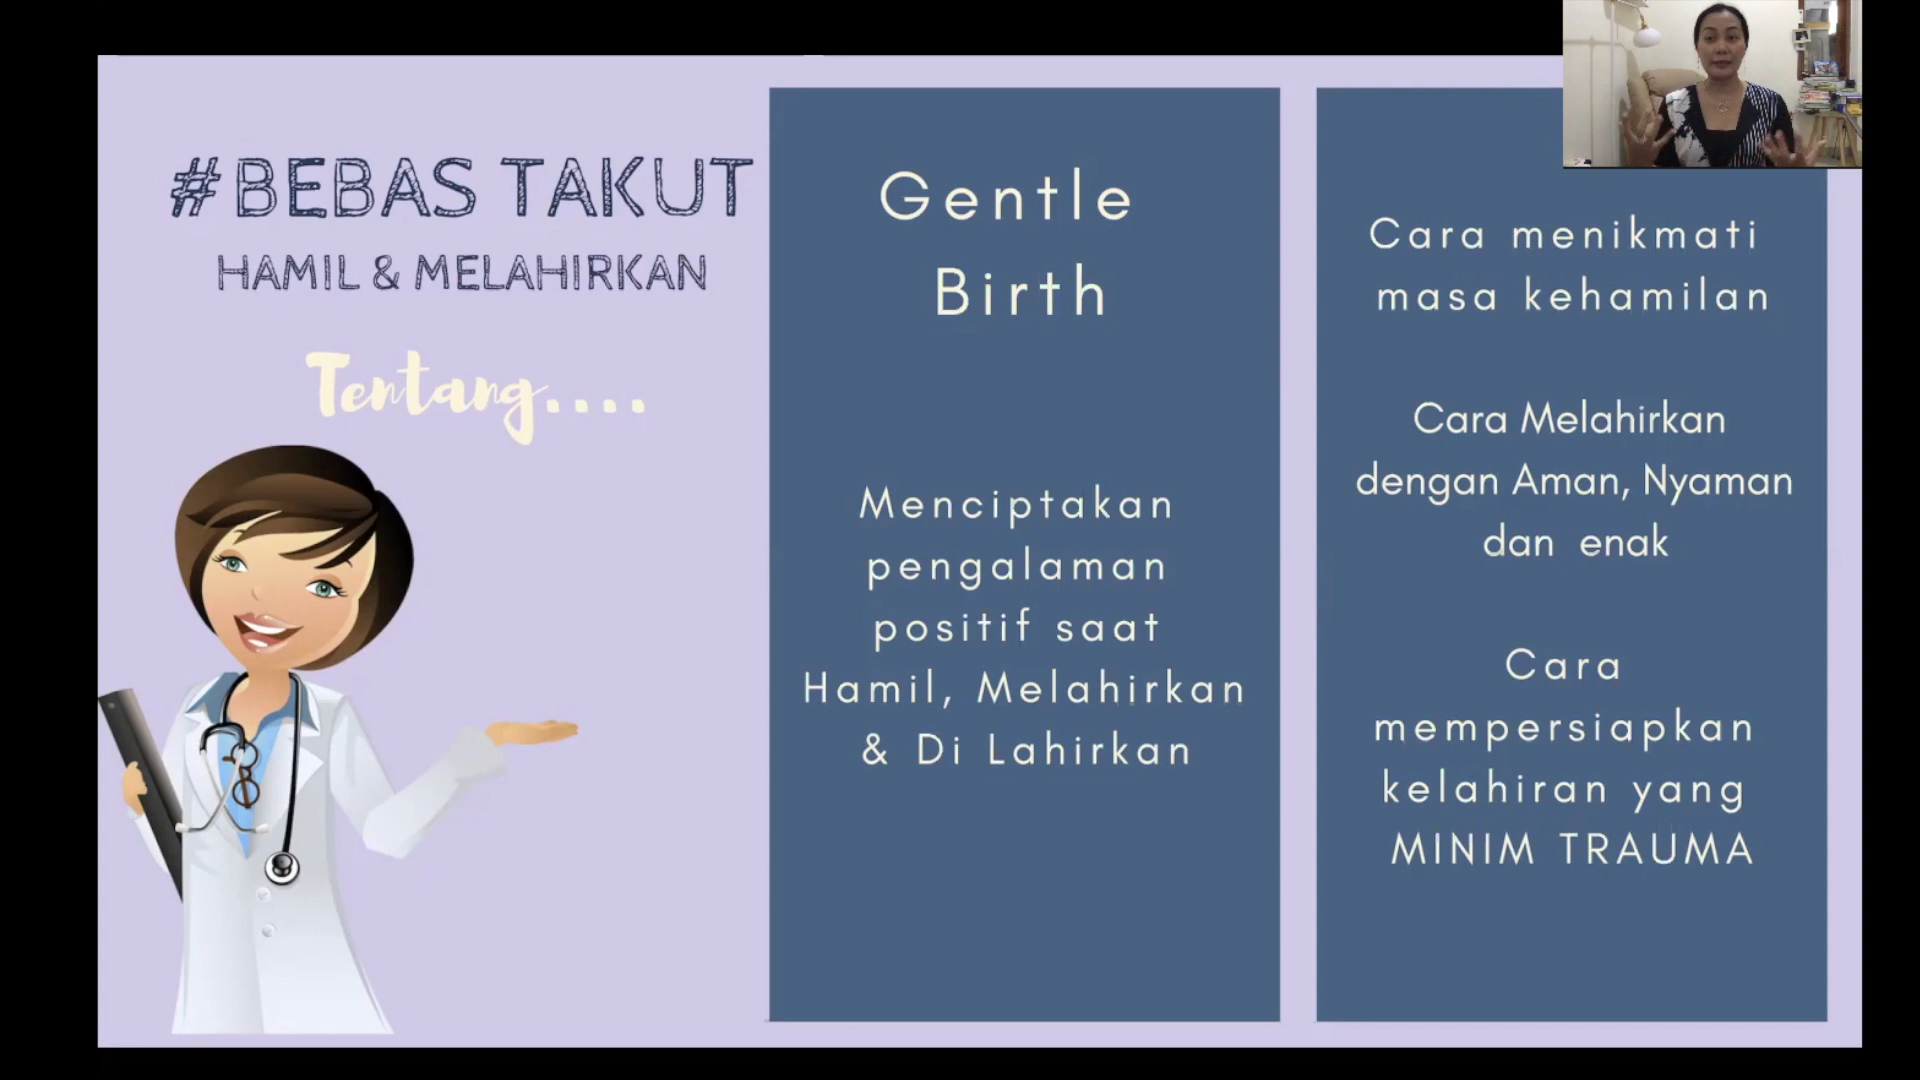 #BEBAS TAKUT
HAMIL & MELAHIRKAN
Tentang....
Gentle
Birth
Menciptakan
pengalaman
positif saat
Hamil, Melahirkan
& Di Lahirkan
Cara menikmati
masa kehamilan
Cara Melahirkan
dengan Aman, Nyaman
dan enak
Cara
mempersiapkan
kelahiran yang
MINIM TRAUMA